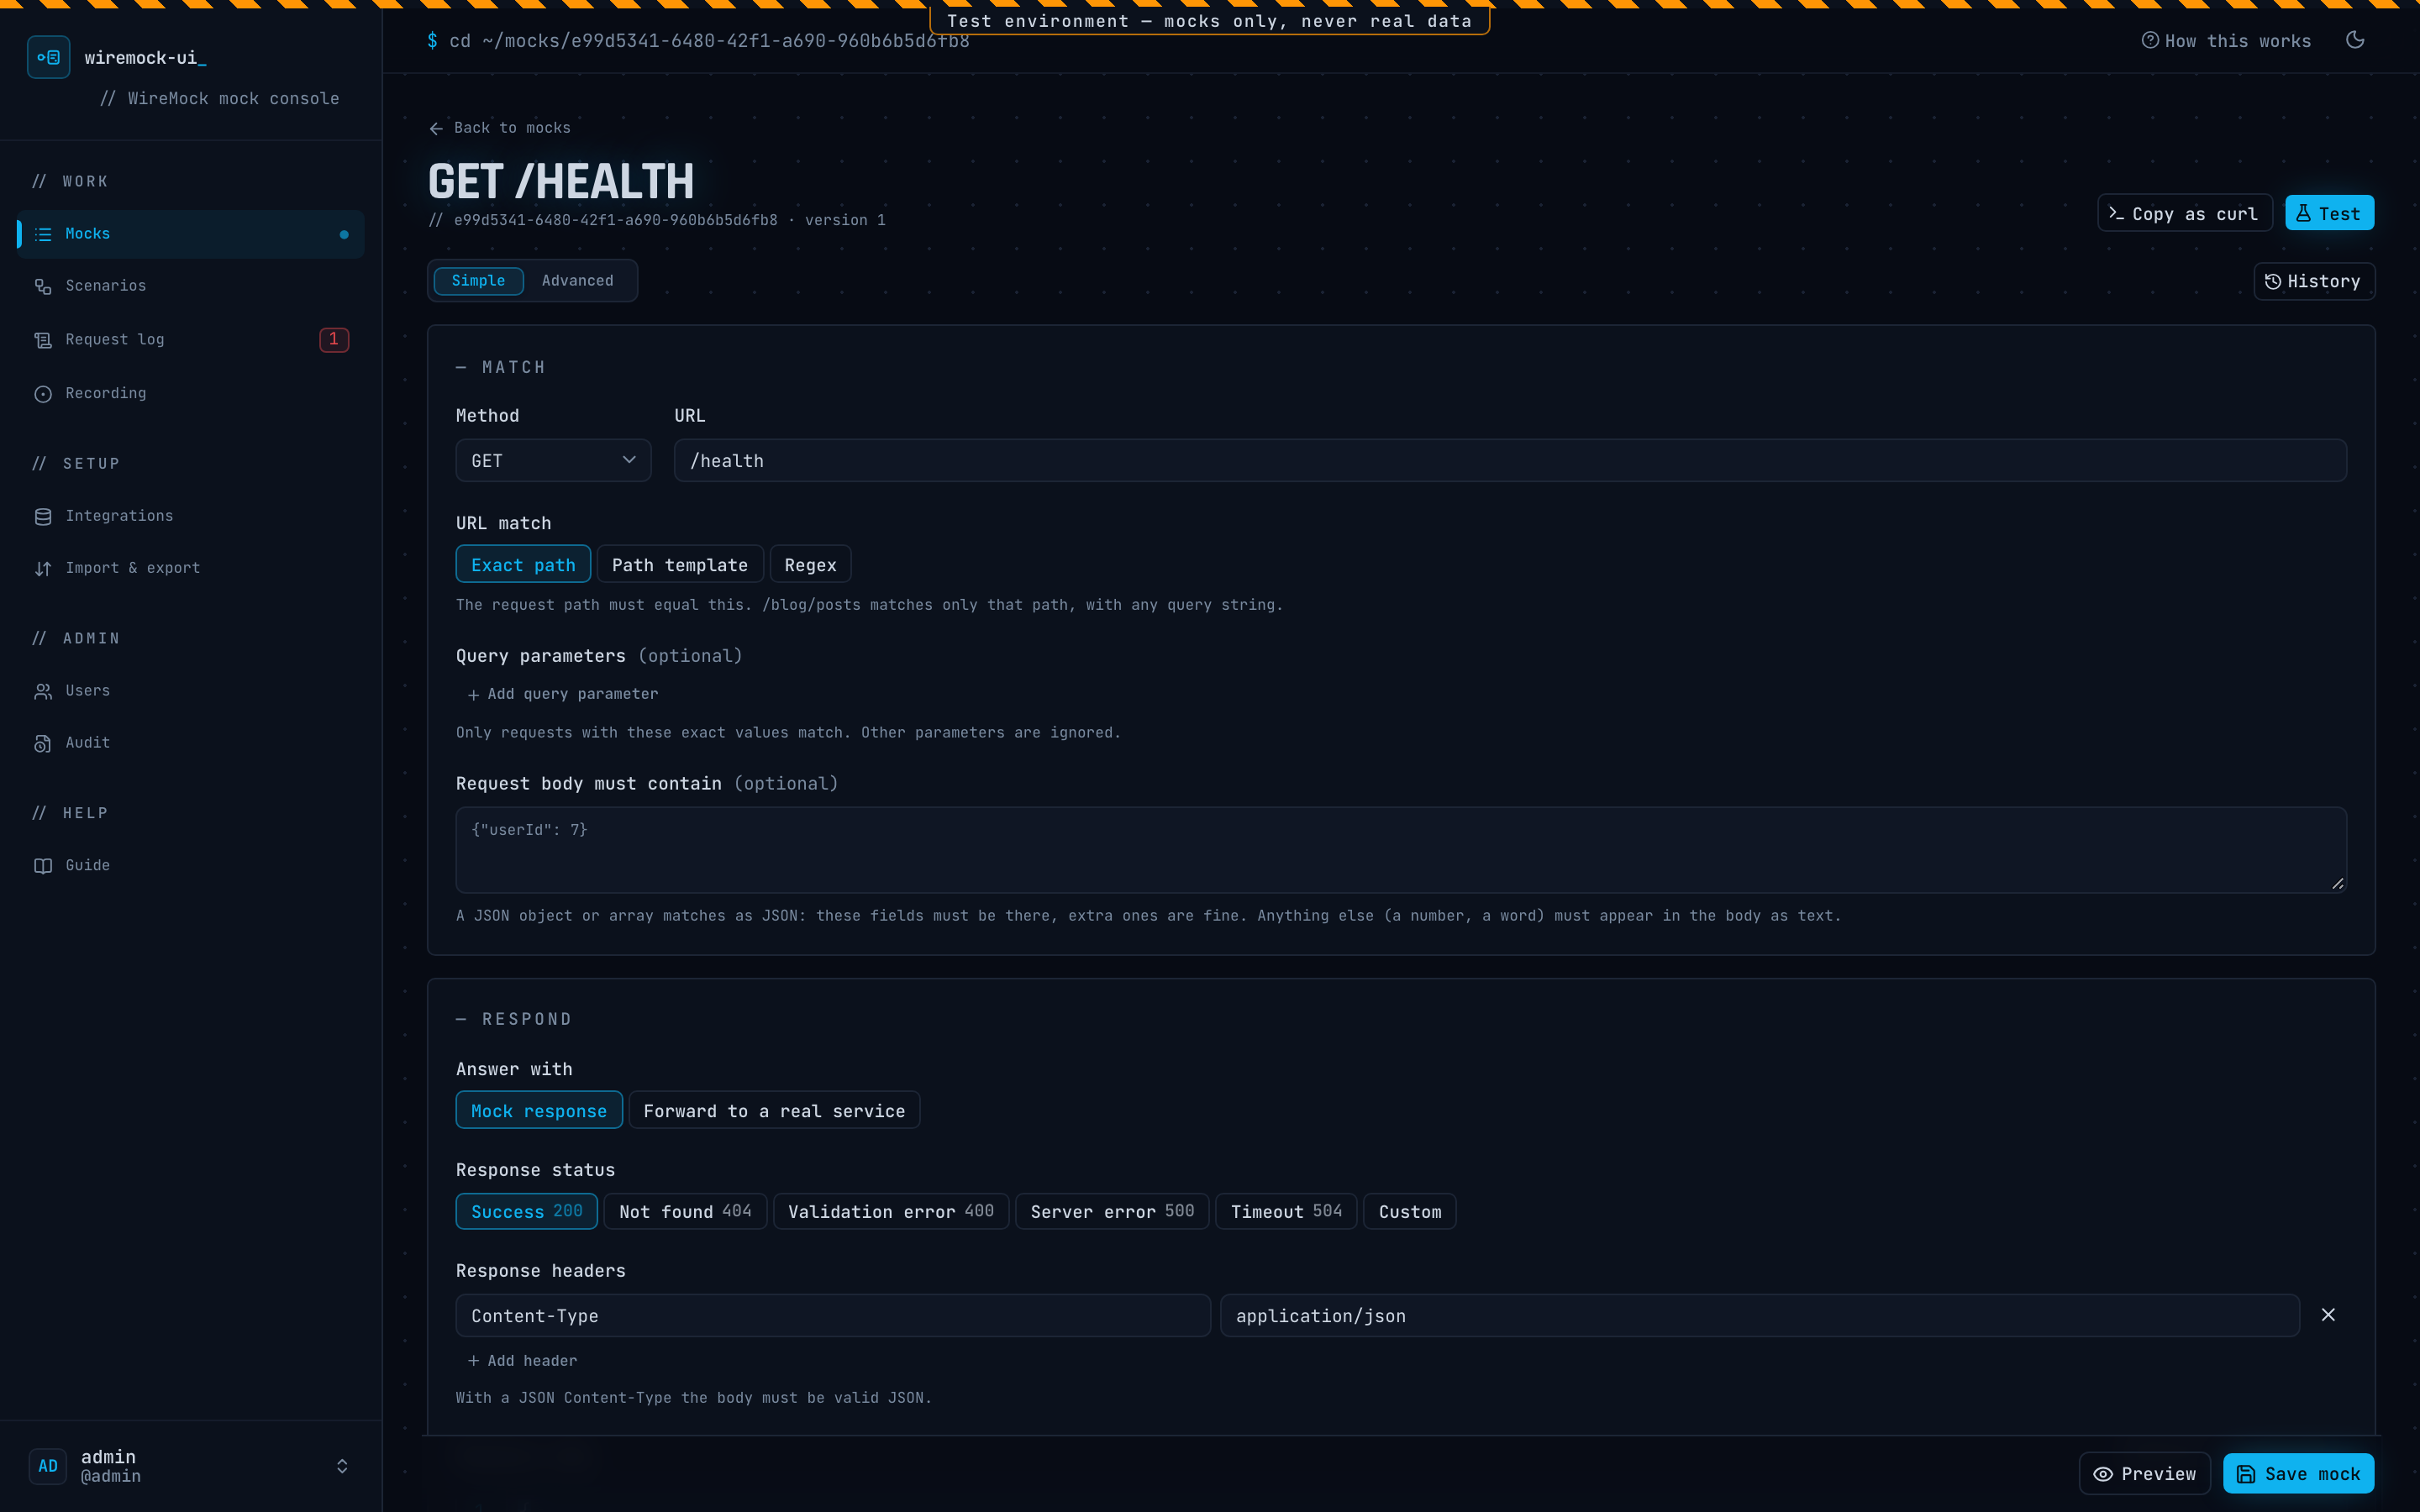 Test environment — mocks only, never real data
wiremock-ui_
// WireMock mock console
// WORK
Mocks
Scenarios
Request log 1
Recording
// SETUP
Integrations
Import & export
// ADMIN
Users
Audit
// HELP
Guide
AD admin
@admin
$ cd ~/mocks/e99d5341-6480-42f1-a690-960b6b5d6fb8
How this works
Back to mocks
GET /HEALTH
// e99d5341-6480-42f1-a690-960b6b5d6fb8 · version 1
Copy as curl Test
Simple Advanced
History
— MATCH
Method URL
GET /health
URL match
Exact path Path template Regex
The request path must equal this. /blog/posts matches only that path, with any query string.
Query parameters (optional)
+ Add query parameter
Only requests with these exact values match. Other parameters are ignored.
Request body must contain (optional)
{"userId": 7}
A JSON object or array matches as JSON: these fields must be there, extra ones are fine. Anything else (a number, a word) must appear in the body as text.
— RESPOND
Answer with
Mock response Forward to a real service
Response status
Success 200 Not found 404 Validation error 400 Server error 500 Timeout 504 Custom
Response headers
Content-Type application/json
+ Add header
With a JSON Content-Type the body must be valid JSON.
Preview Save mock